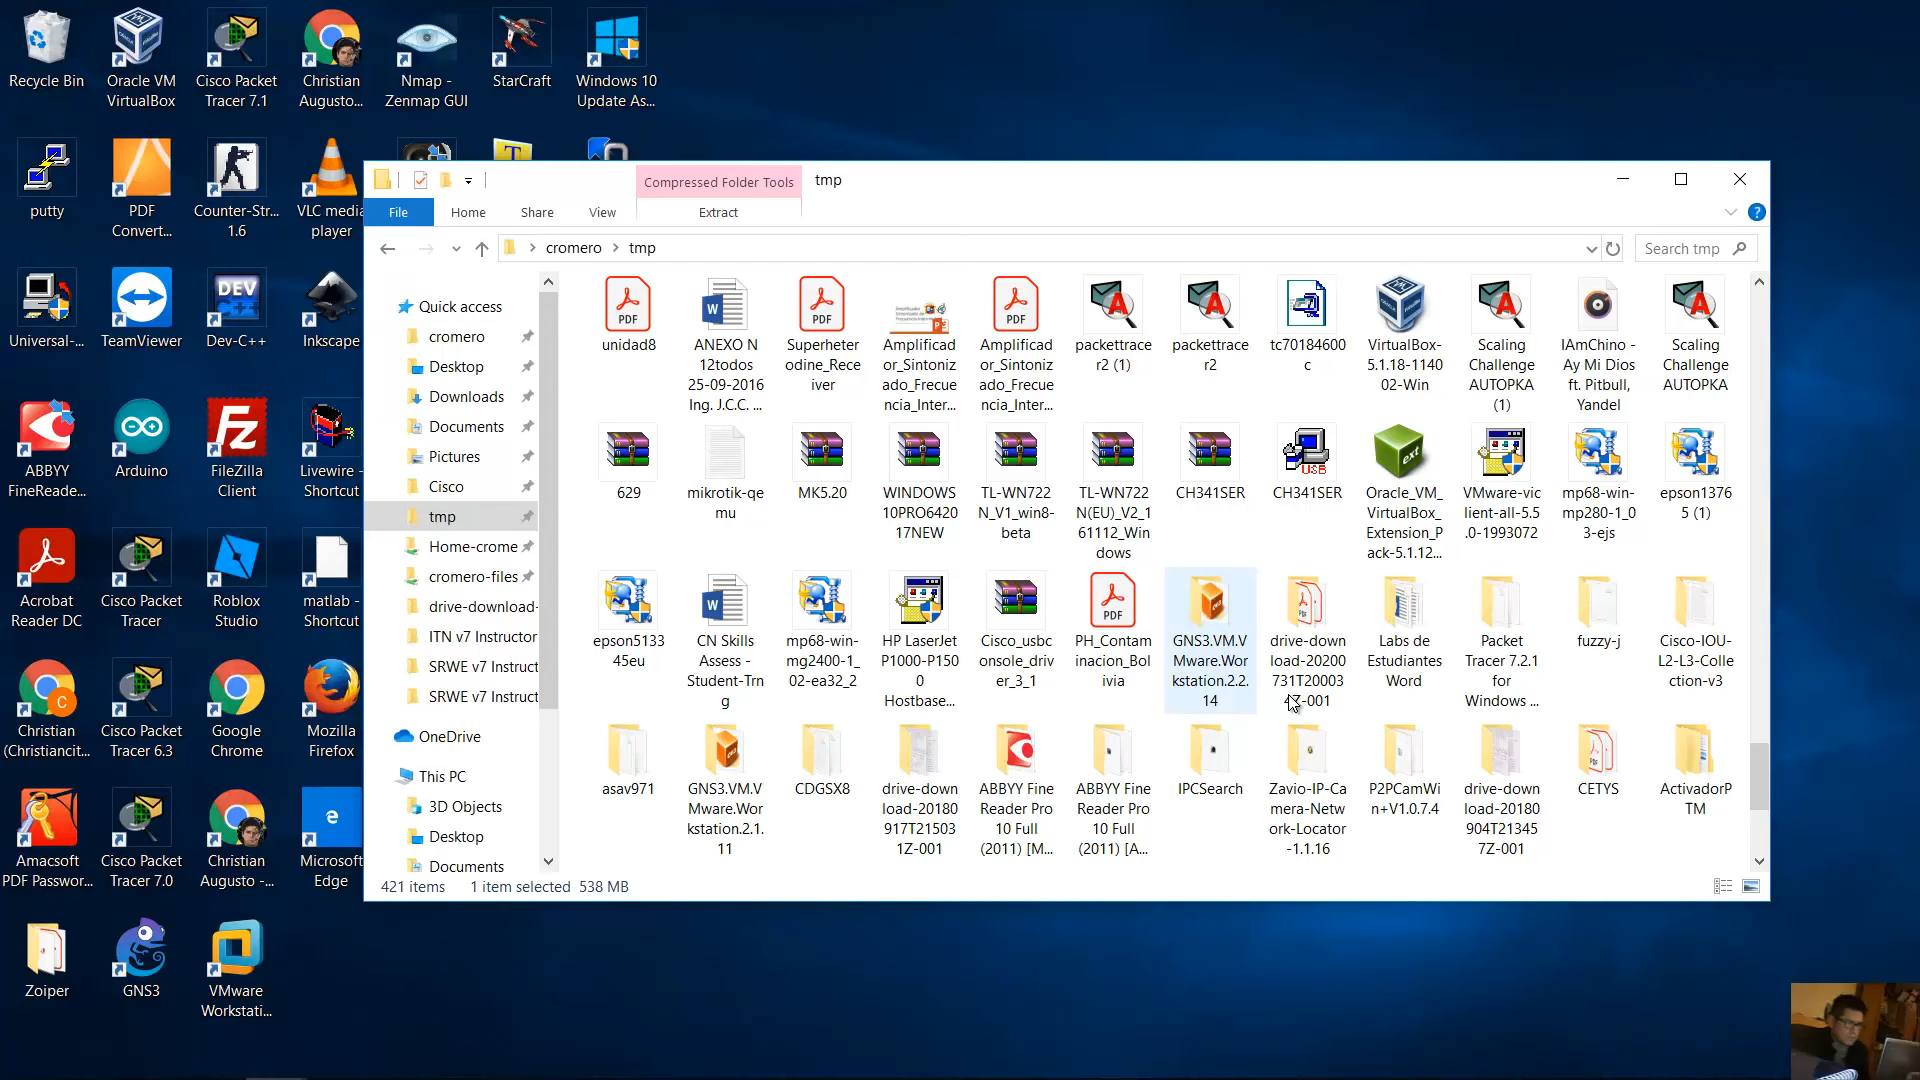 Recycle Bin
Oracle VM
VirtualBox
Cisco Packet
Tracer 7.1
Christian
Augusto...
Nmap -
Zenmap GUI
StarCraft
Windows 10
Update As...
putty
PDF
Convert...
Counter-Str...
1.6
VLC media
player
Universal-...
TeamViewer
Dev-C++
Inkscape
ABBYY
FineReade...
Arduino
FileZilla
Client
Livewire -
Shortcut
Acrobat
Reader DC
Cisco Packet
Tracer
Roblox
Studio
matlab -
Shortcut
Christian
(Christiancit...
Cisco Packet
Tracer 6.3
Google
Chrome
Mozilla
Firefox
Amacsoft
PDF Passwor...
Cisco Packet
Tracer 7.0
Christian
Augusto -...
Microsoft
Edge
Zoiper
GNS3
VMware
Workstati...
Compressed Folder Tools
tmp
File
Home
Share
View
Extract
cromero
tmp
Search tmp
Quick access
cromero
Desktop
Downloads
Documents
Pictures
Cisco
tmp
Home-crome
cromero-files
drive-download-
ITN v7 Instructor
SRWE v7 Instruct
SRWE v7 Instruct
OneDrive
This PC
3D Objects
Desktop
Documents
unidad8
ANEXO N
12todos
25-09-2016
Ing. J.C.C. ...
Superheter
odine_Rece
iver
Amplificad
or_Sintoniz
ado_Frecue
ncia_Inter...
Amplificad
or_Sintoniz
ado_Frecue
ncia_Inter...
packettrace
r2 (1)
packettrace
r2
tc70184600
c
VirtualBox-
5.1.18-1140
02-Win
Scaling
Challenge
AUTOPKA
(1)
IAmChino -
Ay Mi Dios
ft. Pitbull,
Yandel
Scaling
Challenge
AUTOPKA
629
mikrotik-qe
mu
MK5.20
WINDOWS
10PRO6420
17NEW
TL-WN722
N_V1_win8-
beta
TL-WN722
N(EU)_V2_1
61112_Win
dows
CH341SER
CH341SER
Oracle_VM_
VirtualBox_
Extension_P
ack-5.1.12...
VMware-vic
lient-all-5.5
.0-1993072
mp68-win-
mp280-1_0
3-ejs
epson1376
5 (1)
epson5133
45eu
CN Skills
Assess -
Student-Trn
g
mp68-win-
mg2400-1_
02-ea32_2
HP LaserJet
P1000-P150
0
Hostbase...
Cisco_usbc
onsole_driv
er_3_1
PH_Contam
inacion_Bol
ivia
GNS3.VM.V
Mware.Wor
kstation.2.2.
14
drive-down
load-20200
731T20003
4Z-001
Labs de
Estudiantes
Word
Packet
Tracer 7.2.1
for
Windows ...
fuzzy-j
Cisco-IOU-
L2-L3-Colle
ction-v3
asav971
GNS3.VM.V
Mware.Wor
kstation.2.1.
11
CDGSX8
drive-down
load-20180
917T21503
1Z-001
ABBYY Fine
Reader Pro
10 Full
(2011) [M...
ABBYY Fine
Reader Pro
10 Full
(2011) [A...
IPCSearch
Zavio-IP-Ca
mera-Netw
ork-Locator
-1.1.16
P2PCamWi
n+V1.0.7.4
drive-down
load-20180
904T21345
7Z-001
CETYS
ActivadorP
TM
421 items
1 item selected
538 MB